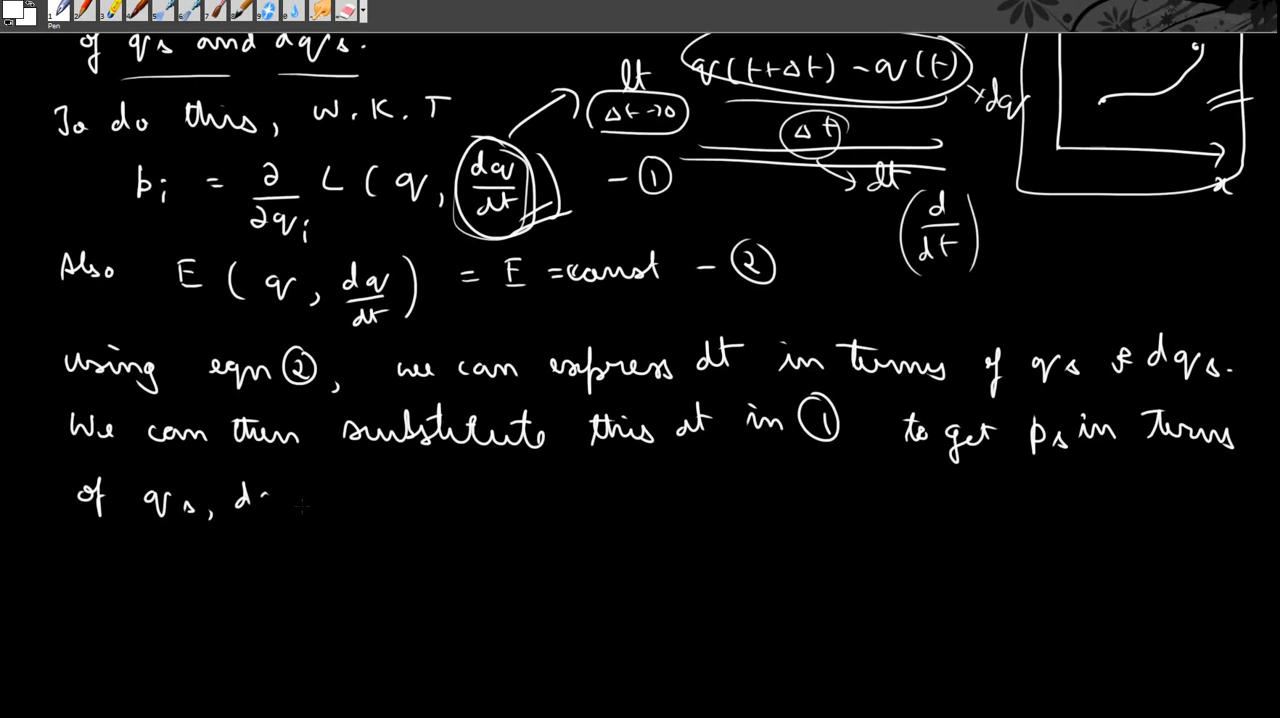 of qs and dqs.
To do this, W.K.T
lt Δt→0 q(t+Δt) - q(t) / Δt → dq
→ dt
(d/dt)
x
p_i = ∂/∂q_i L(q, dq/dt) - ①
Also E(q, dq/dt) = E = const - ②
using eqn ②, we can express dt in terms of qs & dqs.
We can then substitute this dt in ① to get ps in terms
of qs, d